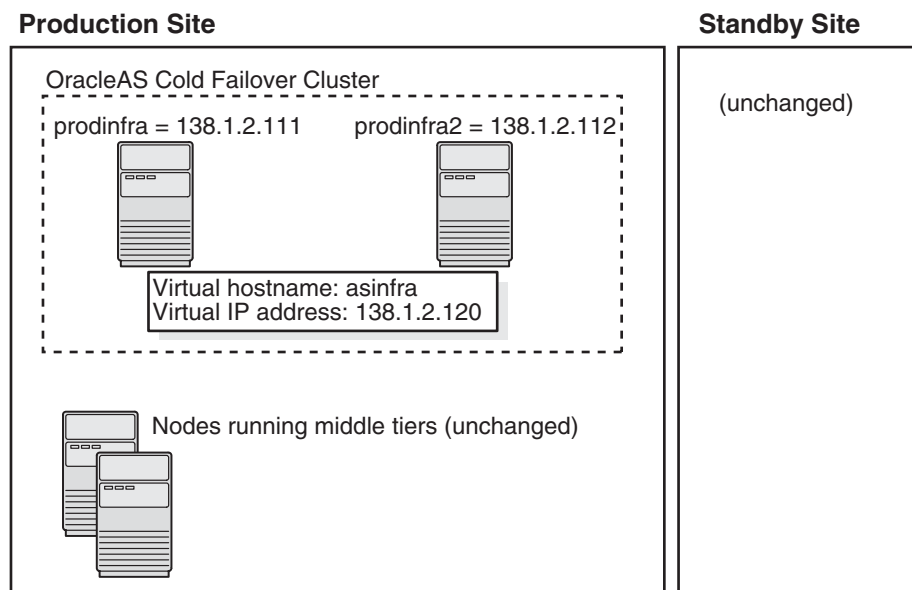 Production Site
Standby Site
OracleAS Cold Failover Cluster
prodinfra = 138.1.2.111
prodinfra2 = 138.1.2.112
Virtual hostname: asinfra
Virtual IP address: 138.1.2.120
Nodes running middle tiers (unchanged)
(unchanged)